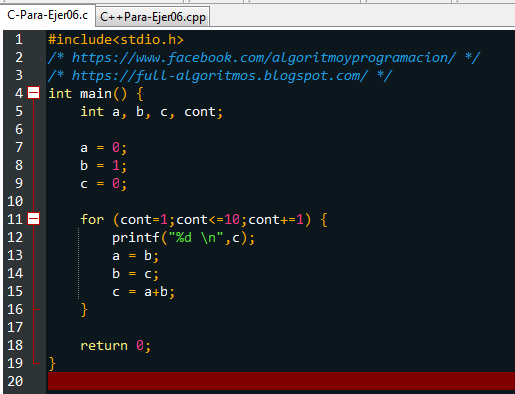 C-Para-Ejer06.c C++Para-Ejer06.cpp
1 #include<stdio.h>
2 /* https://www.facebook.com/algoritmoyprogramacion/ */
3 /* https://full-algoritmos.blogspot.com/ */
4 int main() {
5 int a, b, c, cont;
6
7 a = 0;
8 b = 1;
9 c = 0;
10
11 for (cont=1;cont<=10;cont+=1) {
12 printf("%d \n",c);
13 a = b;
14 b = c;
15 c = a+b;
16 }
17
18 return 0;
19 }
20